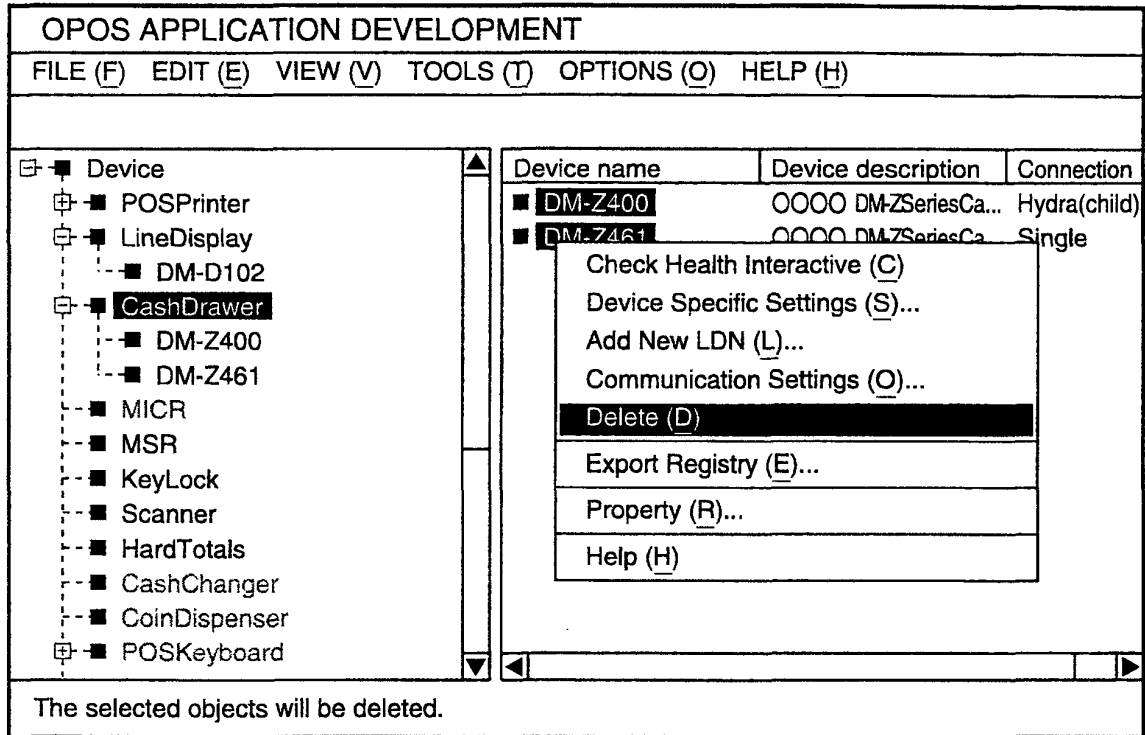 OPOS APPLICATION DEVELOPMENT
FILE (F) EDIT (E) VIEW (V) TOOLS (T) OPTIONS (O) HELP (H)
Device
POSPrinter
LineDisplay
DM-D102
CashDrawer
DM-Z400
DM-Z461
MICR
MSR
KeyLock
Scanner
HardTotals
CashChanger
CoinDispenser
POSKeyboard
Device name Device description Connection
DM-Z400 OOOO DM-ZSeriesCa... Hydra(child)
DM-Z461 OOOO DM-ZSeriesCa... Single
Check Health Interactive (C)
Device Specific Settings (S)...
Add New LDN (L)...
Communication Settings (O)...
Delete (D)
Export Registry (E)...
Property (R)...
Help (H)
The selected objects will be deleted.